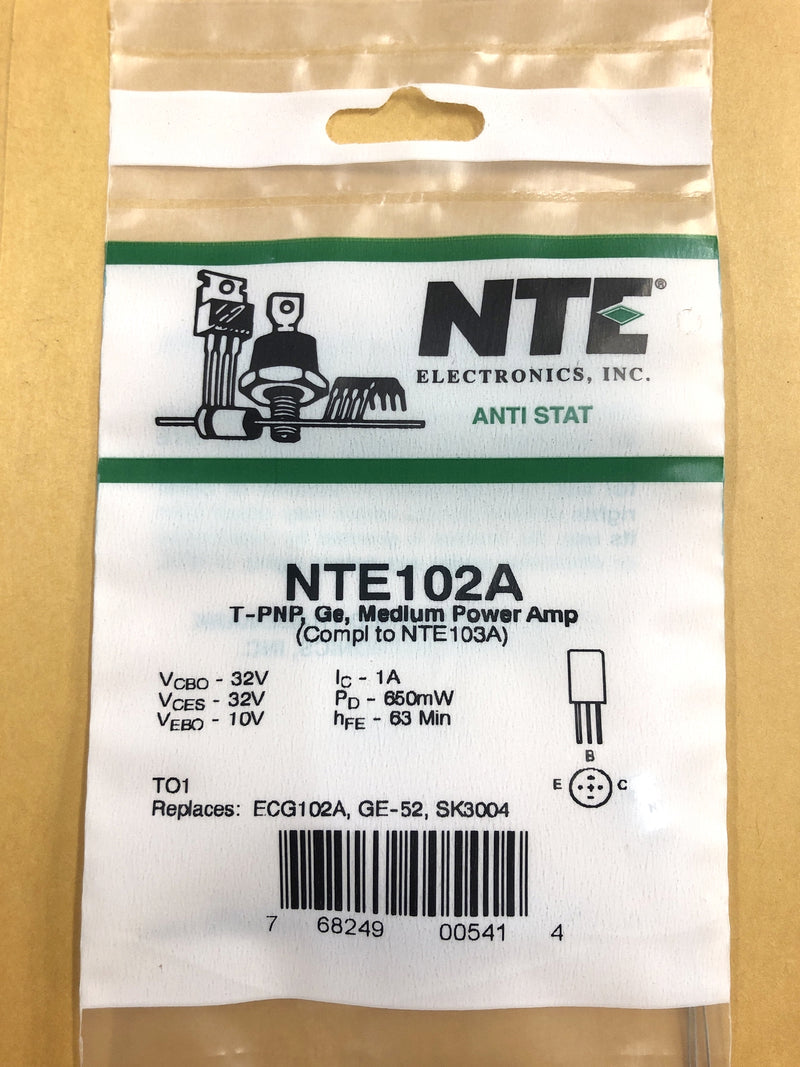 NTE®
ELECTRONICS, INC.
ANTI STAT
NTE102A
T-PNP, Ge, Medium Power Amp
(Compl to NTE103A)
VCBO - 32V
VCES - 32V
VEBO - 10V
IC - 1A
PD - 650mW
hFE - 63 Min
B
E C
TO1
Replaces: ECG102A, GE-52, SK3004
7 68249 00541 4